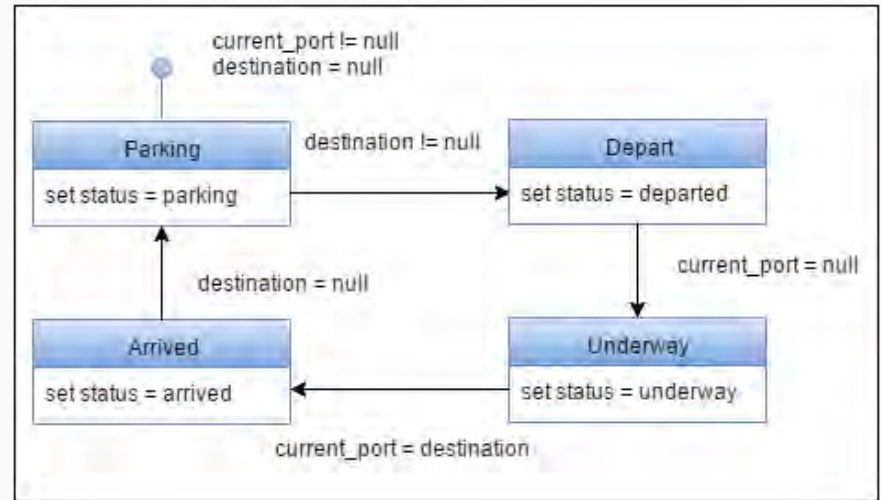 current_port != null
destination = null
Parking
set status = parking
destination != null
Depart
set status = departed
current_port = null
destination = null
Arrived
set status = arrived
Underway
set status = underway
current_port = destination